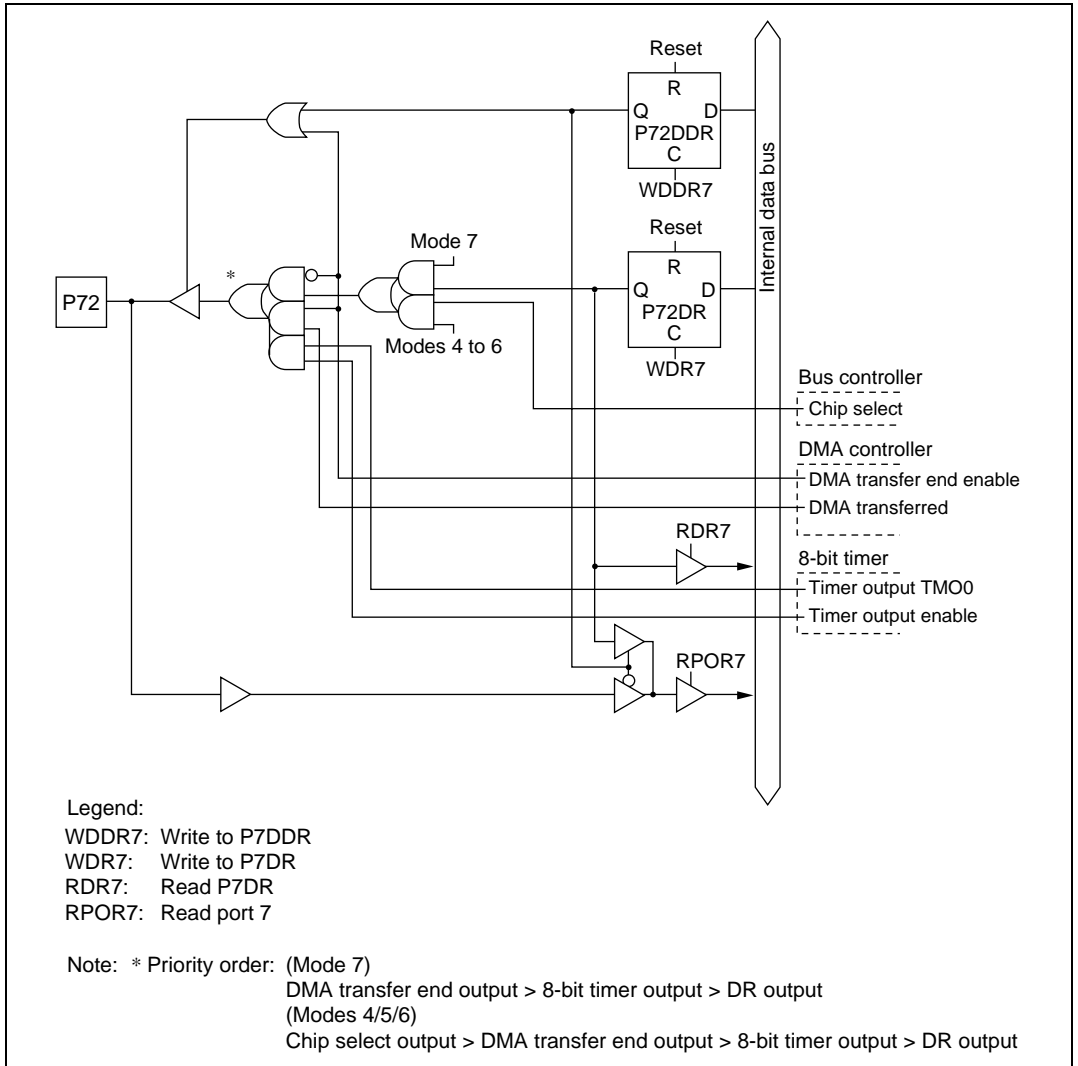 Reset
R
Q D
P72DDR
C
WDDR7
Internal data bus
Reset
Mode 7
R
Q D
P72DR
C
WDR7
P72
*
Modes 4 to 6
Bus controller
Chip select
DMA controller
DMA transfer end enable
DMA transferred
RDR7
8-bit timer
Timer output TMO0
Timer output enable
RPOR7
Legend:
WDDR7: Write to P7DDR
WDR7: Write to P7DR
RDR7: Read P7DR
RPOR7: Read port 7
Note: * Priority order: (Mode 7)
DMA transfer end output > 8-bit timer output > DR output
(Modes 4/5/6)
Chip select output > DMA transfer end output > 8-bit timer output > DR output